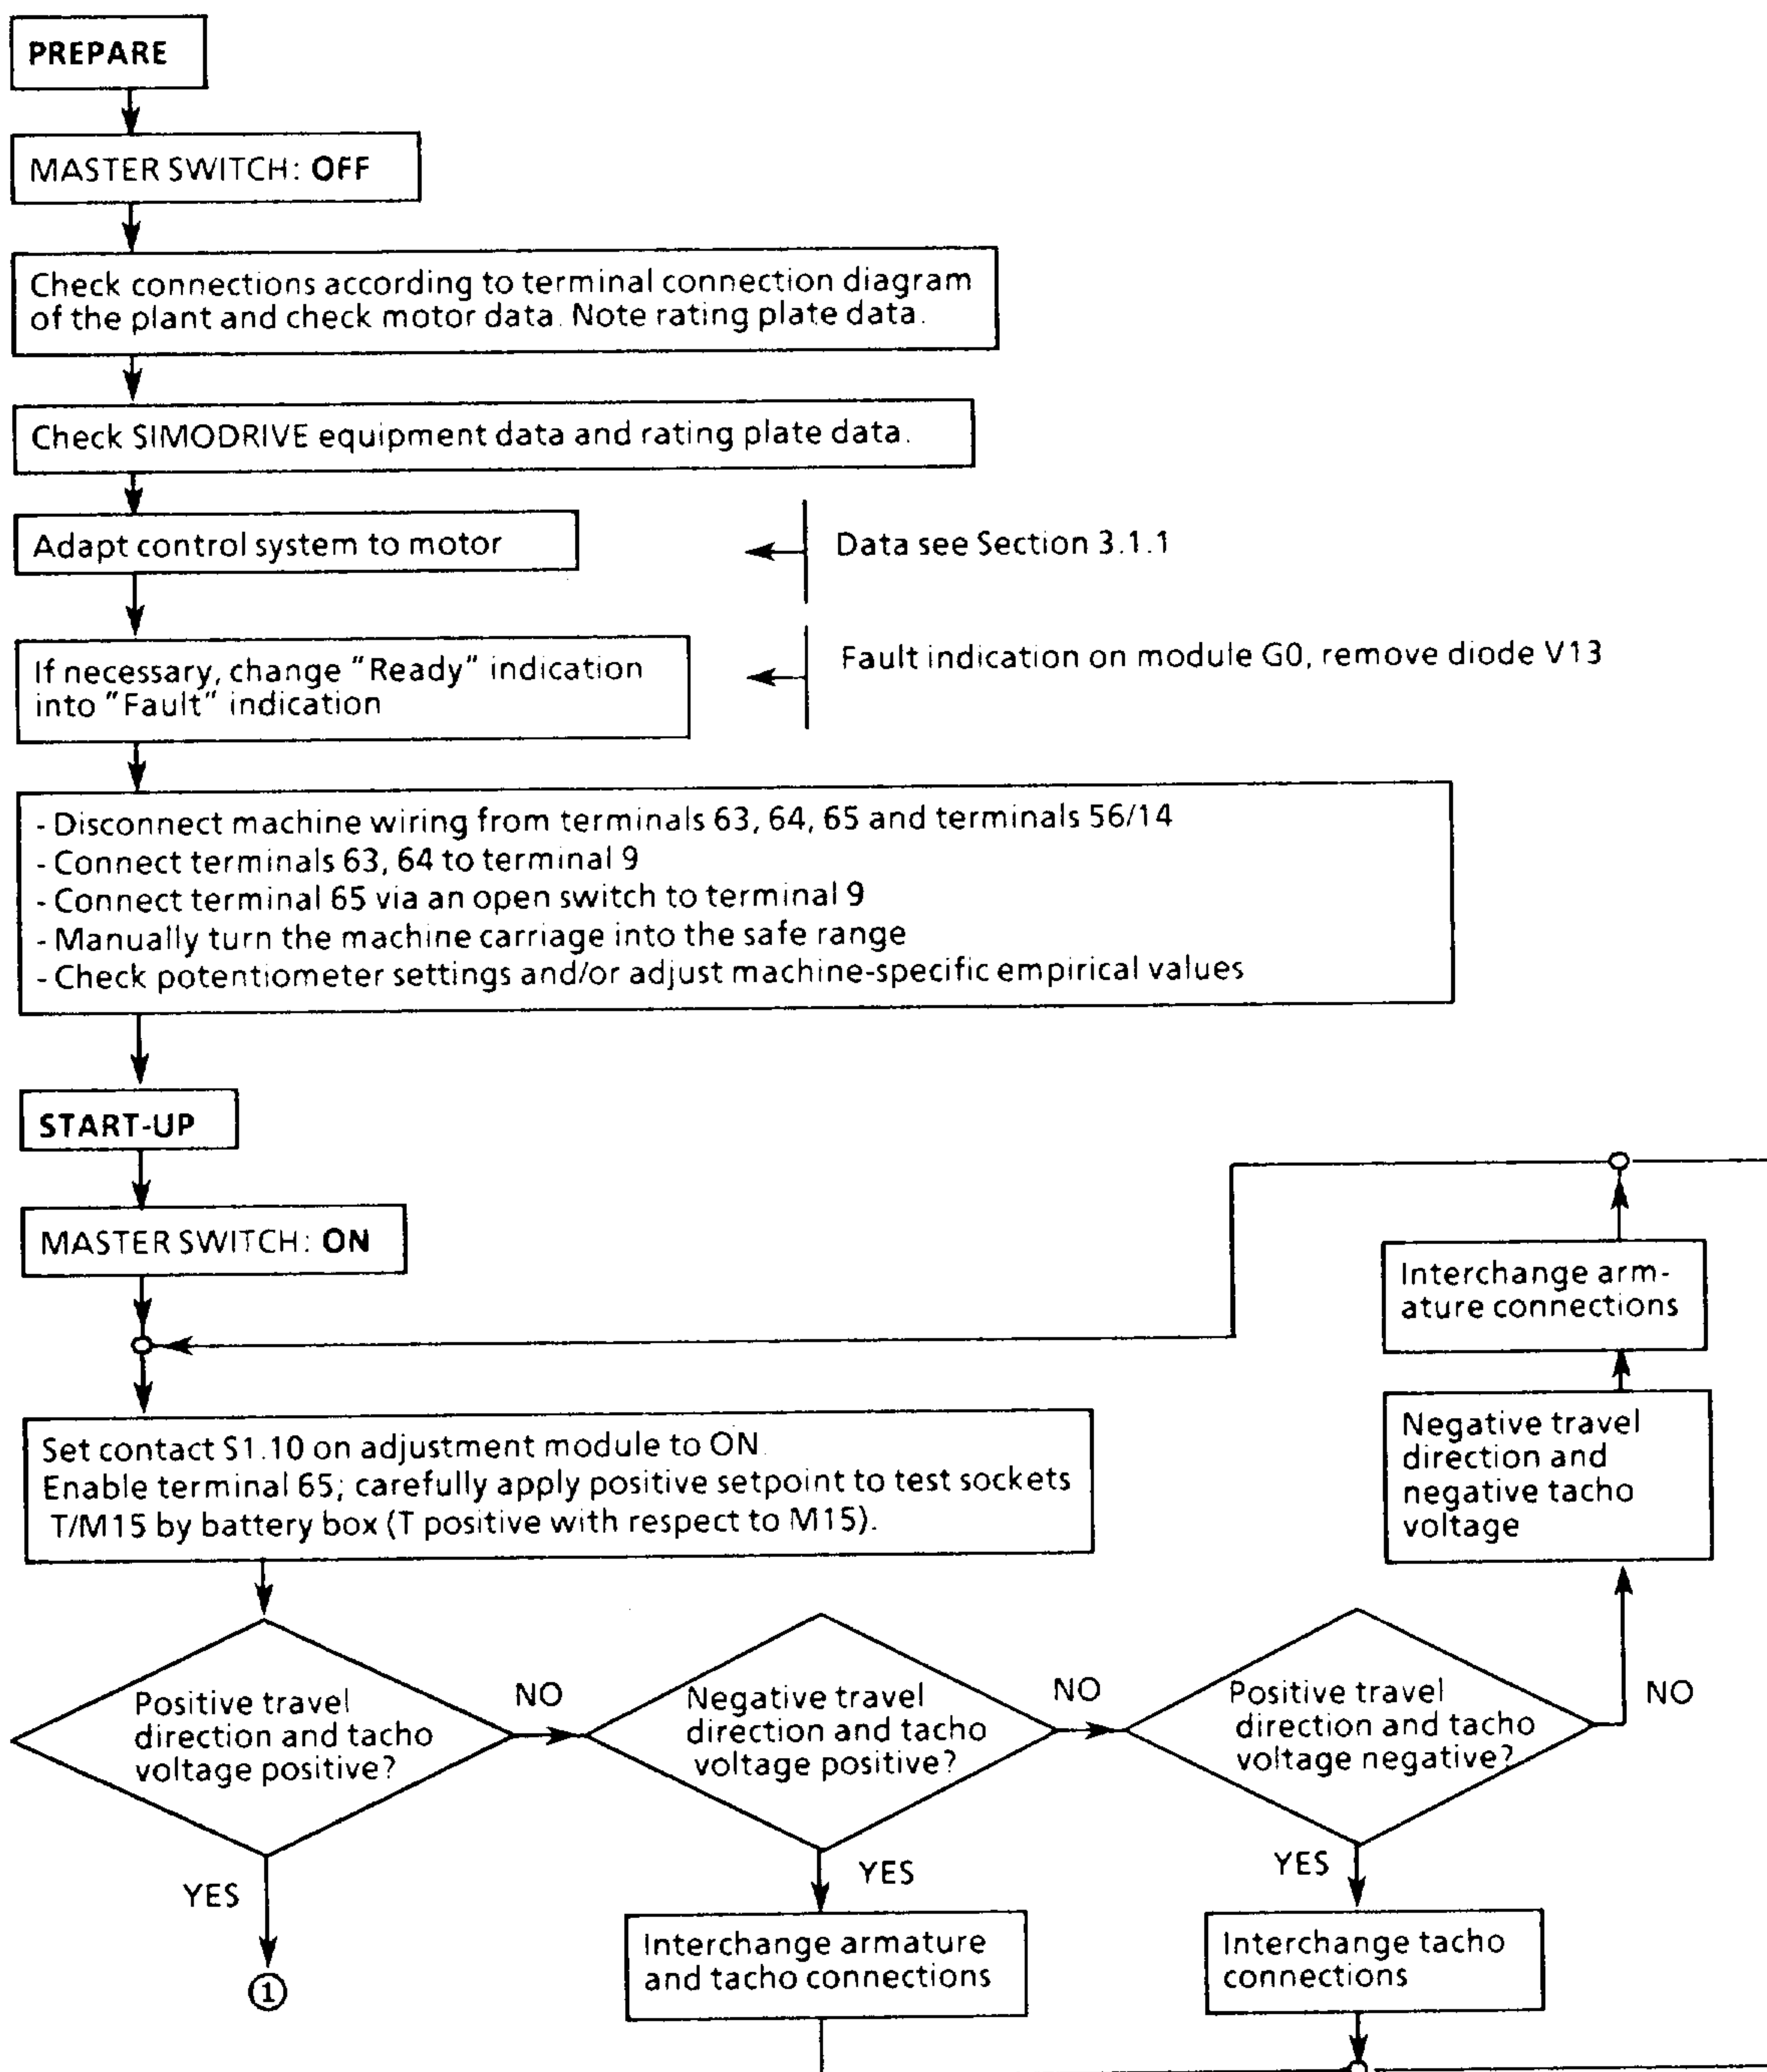 PREPARE
MASTER SWITCH: OFF
Check connections according to terminal connection diagram
of the plant and check motor data. Note rating plate data.
Check SIMODRIVE equipment data and rating plate data.
Adapt control system to motor
Data see Section 3.1.1
If necessary, change "Ready" indication
into "Fault" indication
Fault indication on module G0, remove diode V13
- Disconnect machine wiring from terminals 63, 64, 65 and terminals 56/14
- Connect terminals 63, 64 to terminal 9
- Connect terminal 65 via an open switch to terminal 9
- Manually turn the machine carriage into the safe range
- Check potentiometer settings and/or adjust machine-specific empirical values
START-UP
MASTER SWITCH: ON
Interchange arm-
ature connections
Negative travel
direction and
negative tacho
voltage
Set contact S1.10 on adjustment module to ON.
Enable terminal 65; carefully apply positive setpoint to test sockets
T/M15 by battery box (T positive with respect to M15).
Positive travel
direction and tacho
voltage positive?
NO
Negative travel
direction and tacho
voltage positive?
NO
Positive travel
direction and tacho
voltage negative?
NO
YES
YES
YES
Interchange armature
and tacho connections
Interchange tacho
connections
①